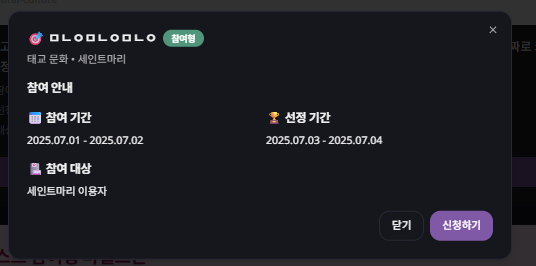 ㅁㄴㅇㅁㄴㅇㅁㄴㅇ 참여형
태교 문화 • 세인트마리
참여 안내
참여 기간
선정 기간
2025.07.01 - 2025.07.02
2025.07.03 - 2025.07.04
참여 대상
세인트마리 이용자
닫기 신청하기